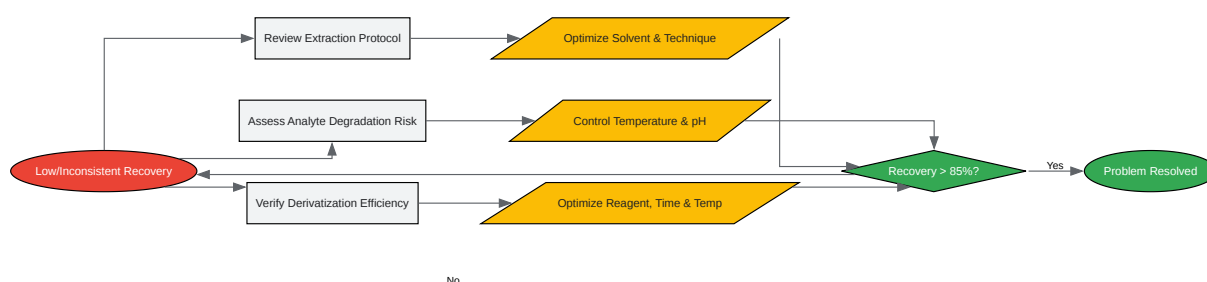 Review Extraction Protocol
Optimize Solvent & Technique
Assess Analyte Degradation Risk
Control Temperature & pH
Low/Inconsistent Recovery
Recovery > 85%?
Yes
Problem Resolved
Verify Derivatization Efficiency
Optimize Reagent, Time & Temp
No